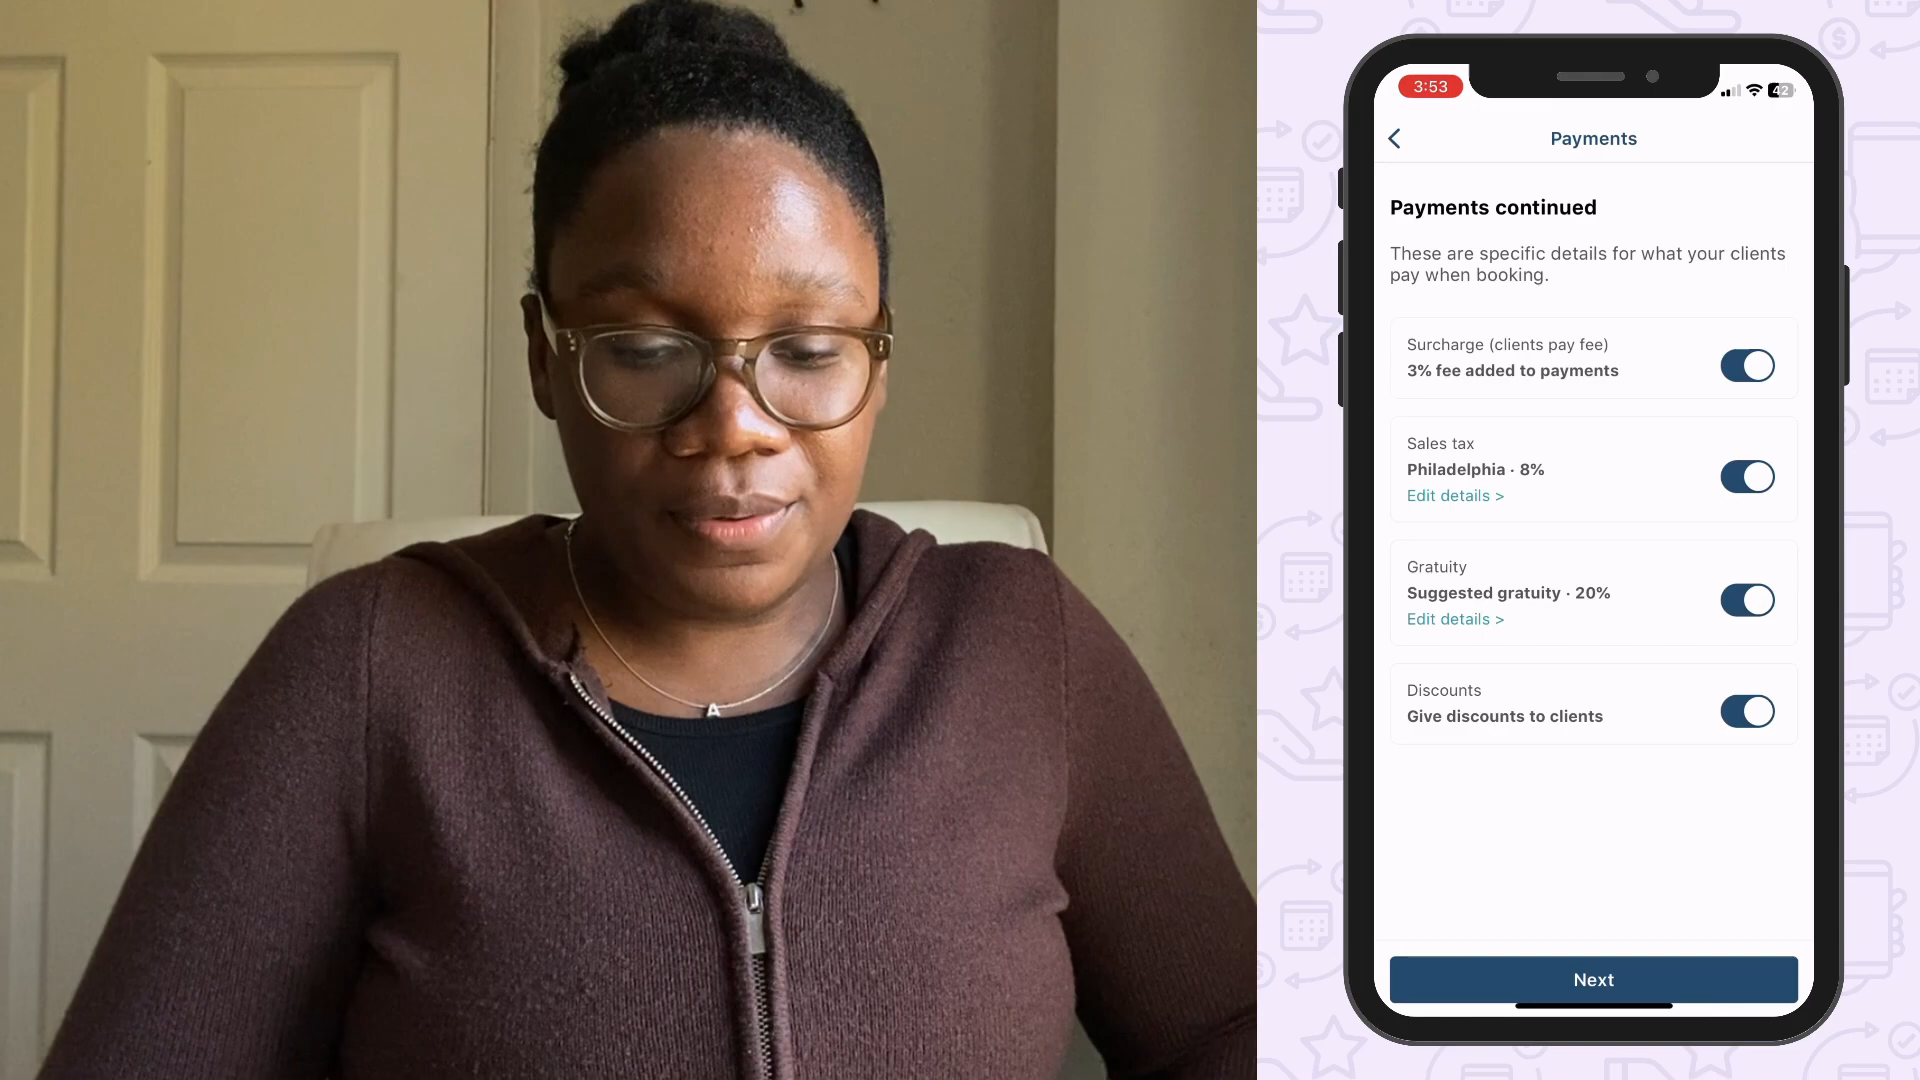 A
3:53
42
Payments
Payments continued
These are specific details for what your clients
pay when booking.
Surcharge (clients pay fee)
3% fee added to payments
Sales tax
Philadelphia · 8%
Edit details >
Gratuity
Suggested gratuity · 20%
Edit details >
Discounts
Give discounts to clients
Next